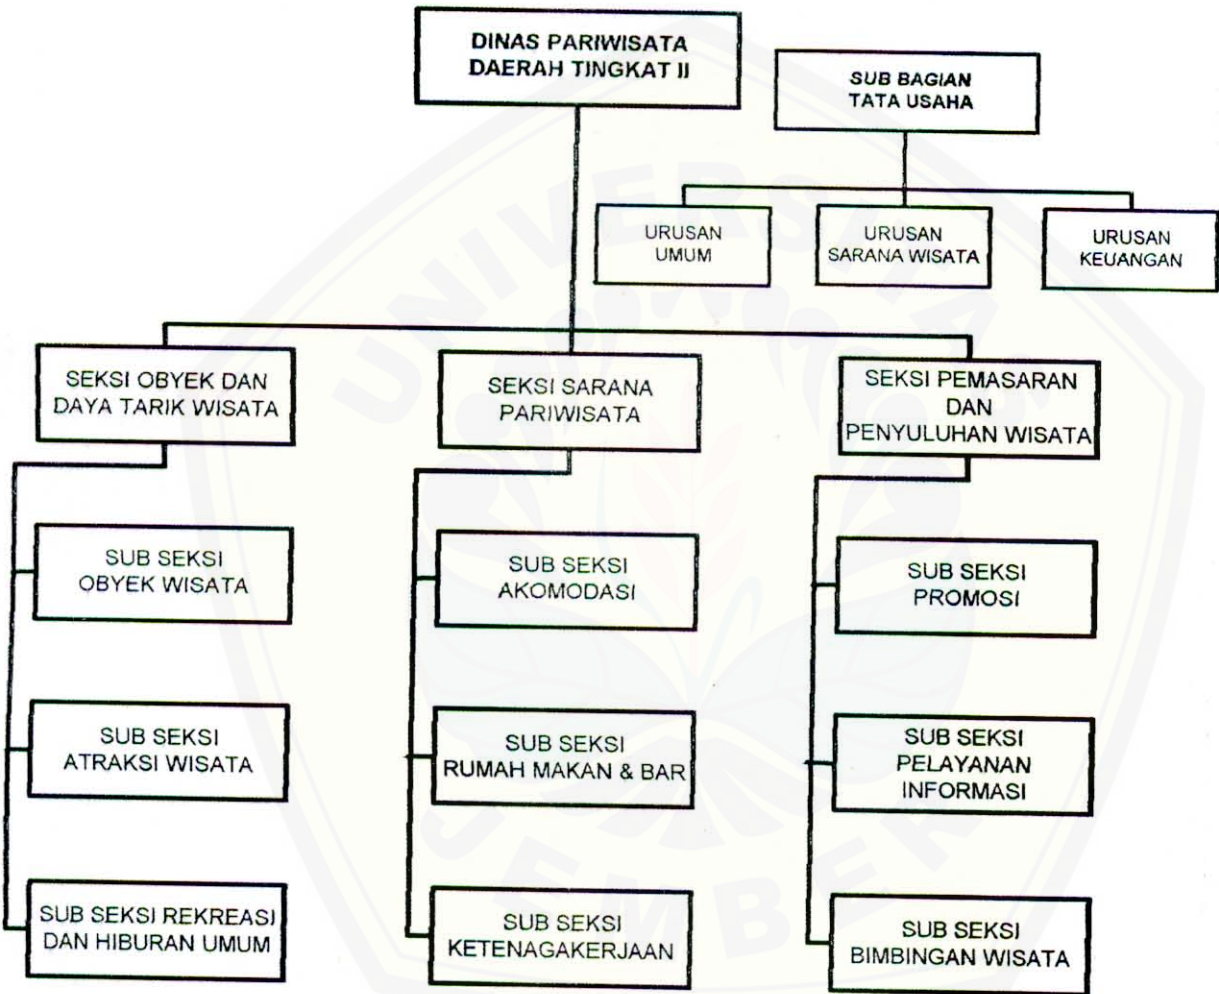 DINAS PARIWISATA
DAERAH TINGKAT II
SUB BAGIAN
TATA USAHA
URUSAN
UMUM
URUSAN
SARANA WISATA
URUSAN
KEUANGAN
SEKSI OBYEK DAN
DAYA TARIK WISATA
SEKSI SARANA
PARIWISATA
SEKSI PEMASARAN
DAN
PENYULUHAN WISATA
SUB SEKSI
OBYEK WISATA
SUB SEKSI
AKOMODASI
SUB SEKSI
PROMOSI
SUB SEKSI
ATRAKSI WISATA
SUB SEKSI
RUMAH MAKAN & BAR
SUB SEKSI
PELAYANAN
INFORMASI
SUB SEKSI REKREASI
DAN HIBURAN UMUM
SUB SEKSI
KETENAGAKERJAAN
SUB SEKSI
BIMBINGAN WISATA
UNIVERSITA
JEMBER